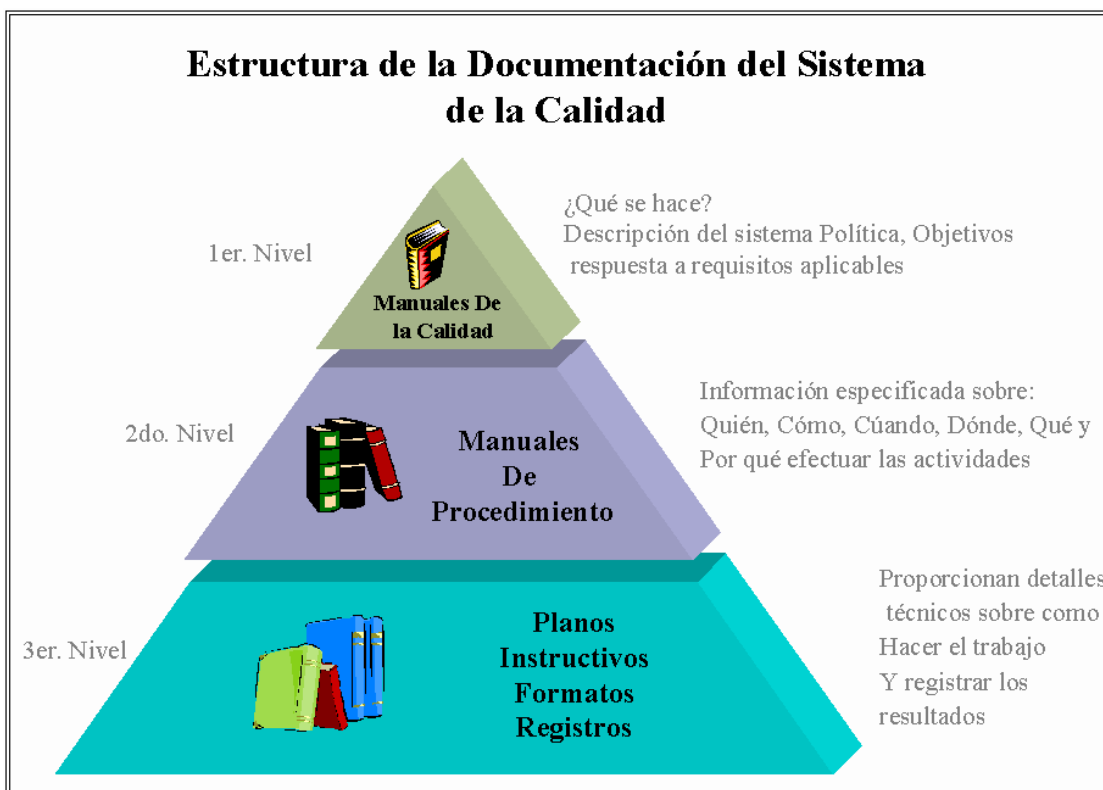 Estructura de la Documentación del Sistema
de la Calidad
1er. Nivel
Manuales De
la Calidad
¿Qué se hace?
Descripción del sistema Política, Objetivos
respuesta a requisitos aplicables
2do. Nivel
Manuales
De
Procedimiento
Información especificada sobre:
Quién, Cómo, Cúando, Dónde, Qué y
Por qué efectuar las actividades
3er. Nivel
Planos
Instructivos
Formatos
Registros
Proporcionan detalles
técnicos sobre como
Hacer el trabajo
Y registrar los
resultados